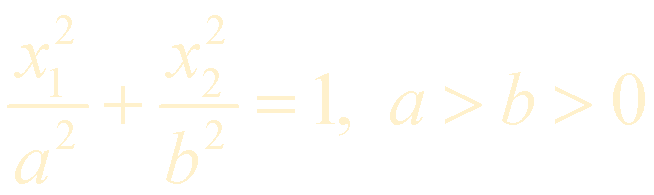 x₁²/a² + x₂²/b² = 1, a > b > 0